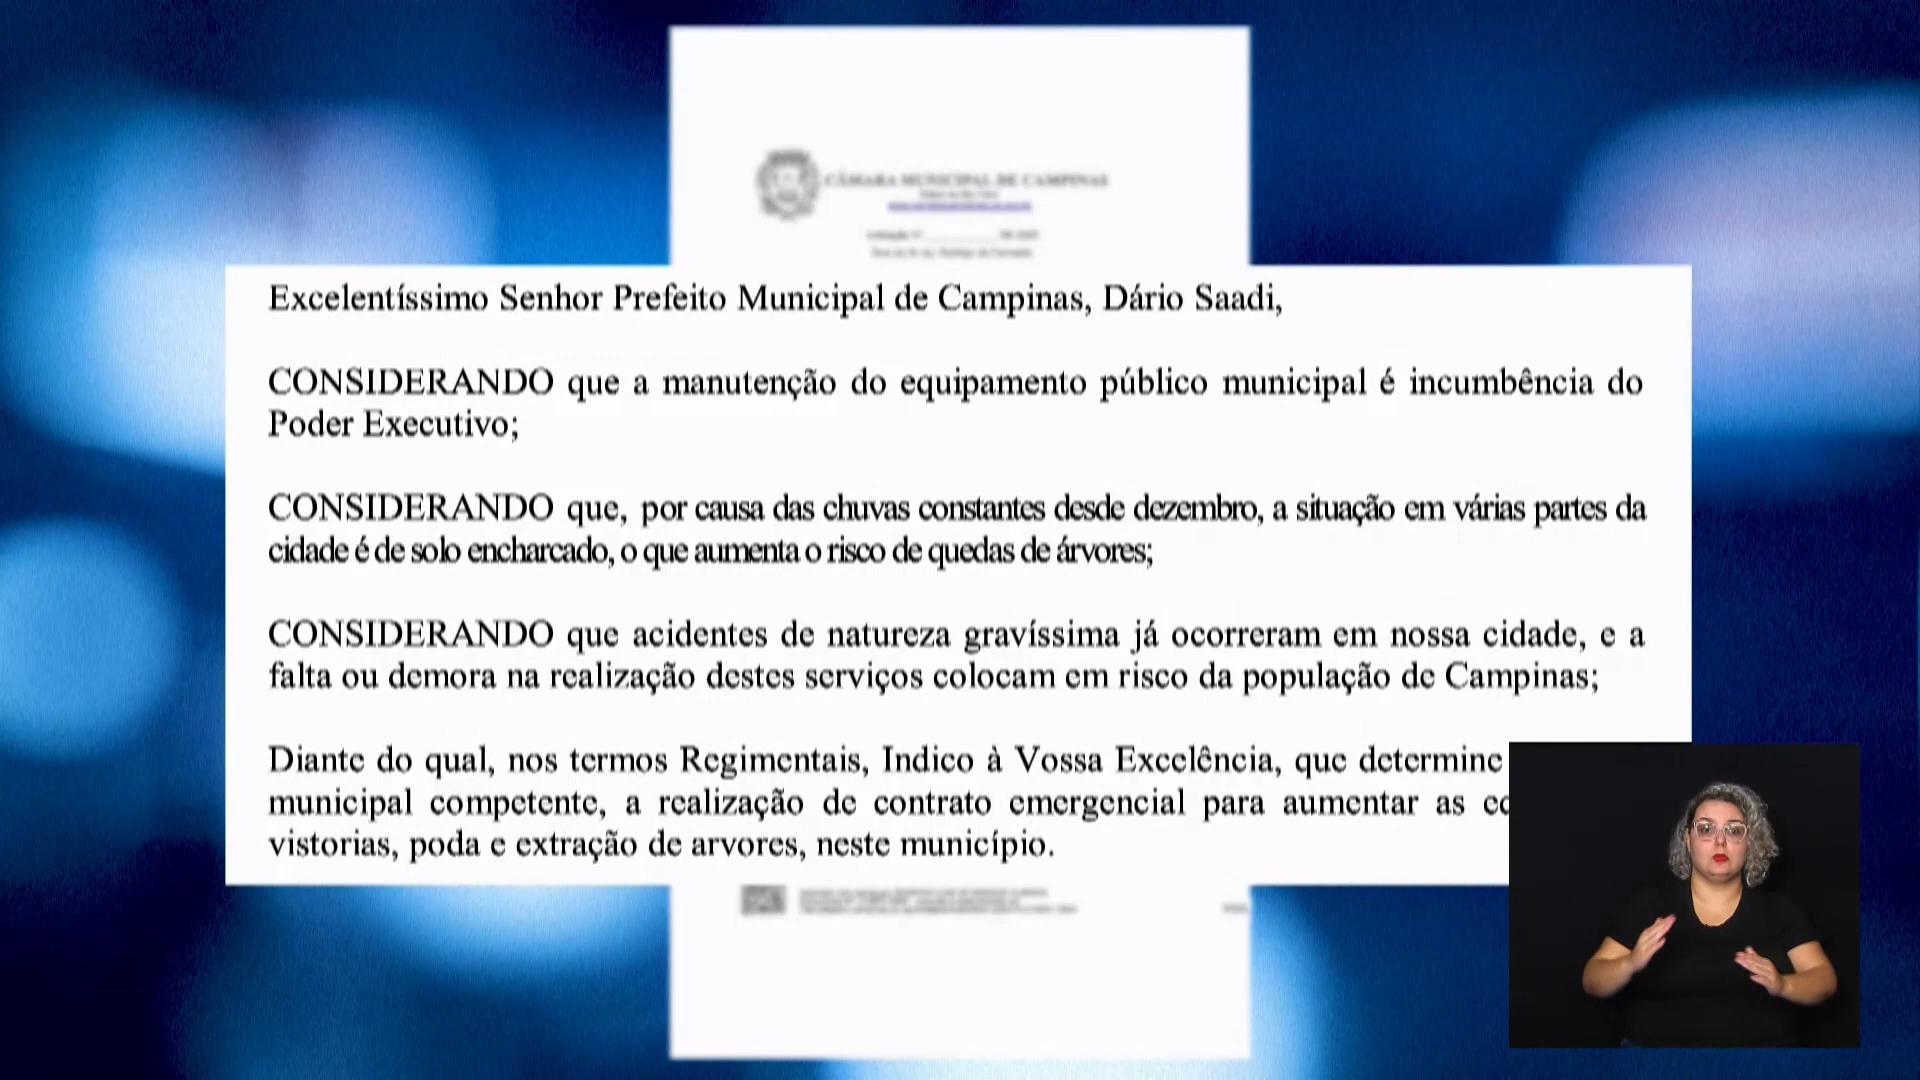 CÂMARA MUNICIPAL DE CAMPINAS
Excelentíssimo Senhor Prefeito Municipal de Campinas, Dário Saadi,
CONSIDERANDO que a manutenção do equipamento público municipal é incumbência do
Poder Executivo;
CONSIDERANDO que, por causa das chuvas constantes desde dezembro, a situação em várias partes da
cidade é de solo encharcado, o que aumenta o risco de quedas de árvores;
CONSIDERANDO que acidentes de natureza gravíssima já ocorreram em nossa cidade, e a
falta ou demora na realização destes serviços colocam em risco da população de Campinas;
Diante do qual, nos termos Regimentais, Indico à Vossa Excelência, que determine
municipal competente, a realização de contrato emergencial para aumentar as
vistorias, poda e extração de arvores, neste município.